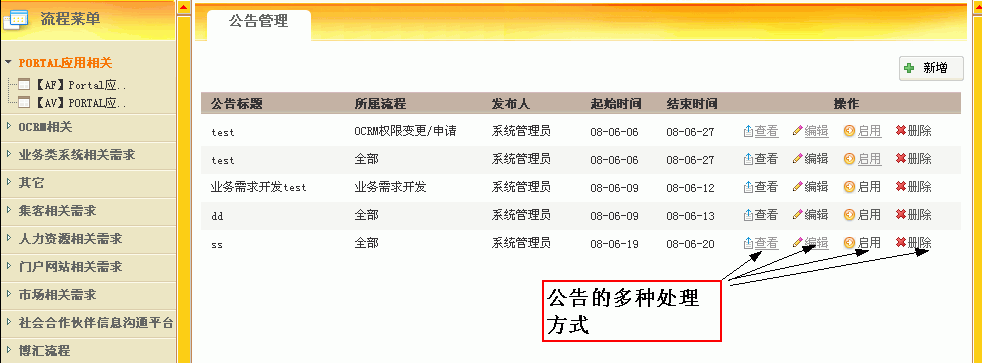 流程菜单
PORTAL应用相关
【AF】Portal应..
【AV】PORTAL应..
OCRM相关
业务类系统相关需求
其它
集客相关需求
人力资源相关需求
门户网站相关需求
市场相关需求
社会合作伙伴信息沟通平台
博汇流程
公告管理
新增
公告标题 所属流程 发布人 起始时间 结束时间 操作
test OCRM权限变更/申请 系统管理员 08-06-06 08-06-27 查看 编辑 启用 删除
test 全部 系统管理员 08-06-06 08-06-27 查看 编辑 启用 删除
业务需求开发test 业务需求开发 系统管理员 08-06-09 08-06-12 查看 编辑 启用 删除
dd 全部 系统管理员 08-06-09 08-06-13 查看 编辑 启用 删除
ss 全部 系统管理员 08-06-19 08-06-20 查看 编辑 启用 删除
公告的多种处理
方式